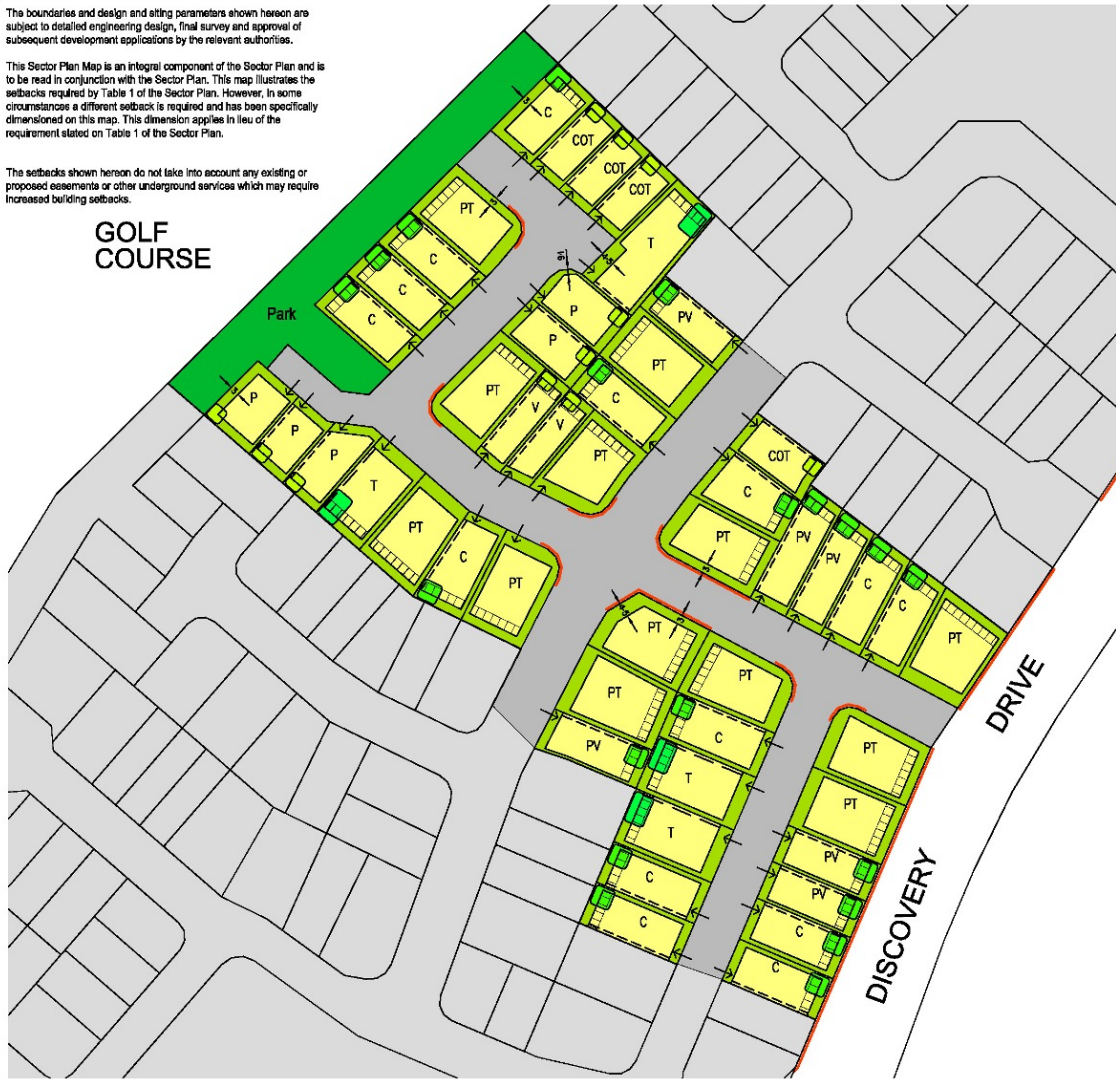 The boundaries and design and siting parameters shown hereon are
subject to detailed engineering design, final survey and approval of
subsequent development applications by the relevant authorities.
This Sector Plan Map is an integral component of the Sector Plan and is
to be read in conjunction with the Sector Plan. This map illustrates the
setbacks required by Table 1 of the Sector Plan. However, in some
circumstances a different setback is required and has been specifically
dimensioned on this map. This dimension applies in lieu of the
requirement stated on Table 1 of the Sector Plan.
The setbacks shown hereon do not take into account any existing or
proposed easements or other underground services which may require
increased building setbacks.
GOLF
COURSE
Park
C
COT
COT
COT
T
PT
C
C
C
P
P
PT
V
V
PT
C
PT
PV
P
P
P
T
PT
C
PT
COT
C
PT
PV
PV
C
C
PT
PT
PT
PV
PT
C
T
T
C
C
PT
PT
PV
PV
C
C
DISCOVERY
DRIVE